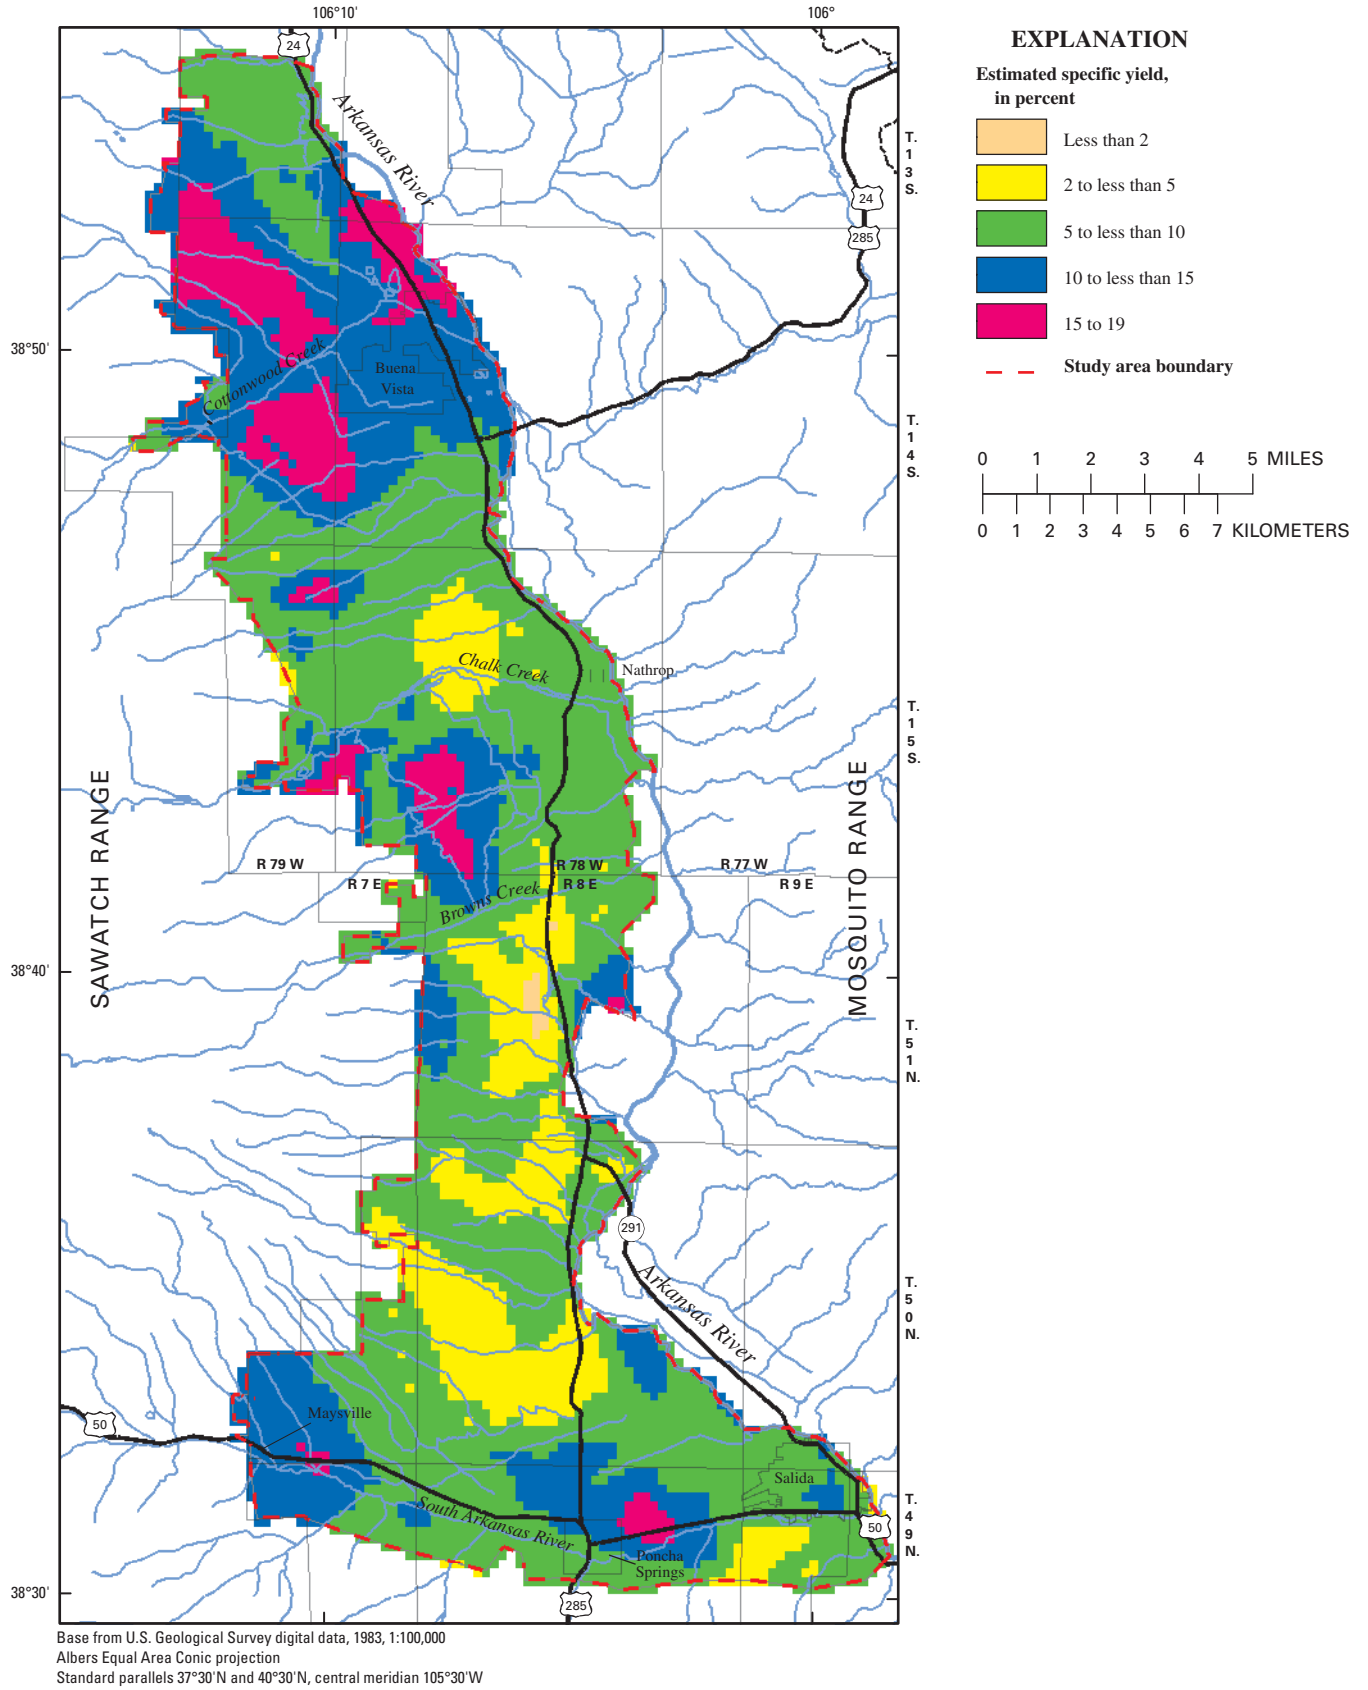 106°10'
106°
24
Arkansas River
T.
1
3
S.
24
285
38°50'
Cottonwood Creek
Buena
Vista
T.
1
4
S.
Chalk Creek
Nathrop
T.
1
5
S.
SAWATCH RANGE
MOSQUITO RANGE
R 79 W
R 78 W
R 77 W
R 7 E
R 8 E
R 9 E
Browns Creek
38°40'
T.
5
1
N.
291
Arkansas River
T.
5
0
N.
50
Maysville
Salida
South Arkansas River
T.
4
9
N.
50
Poncha
Springs
38°30'
285
Base from U.S. Geological Survey digital data, 1983, 1:100,000
Albers Equal Area Conic projection
Standard parallels 37°30'N and 40°30'N, central meridian 105°30'W
EXPLANATION
Estimated specific yield,
in percent
Less than 2
2 to less than 5
5 to less than 10
10 to less than 15
15 to 19
Study area boundary
0 1 2 3 4 5 MILES
0 1 2 3 4 5 6 7 KILOMETERS